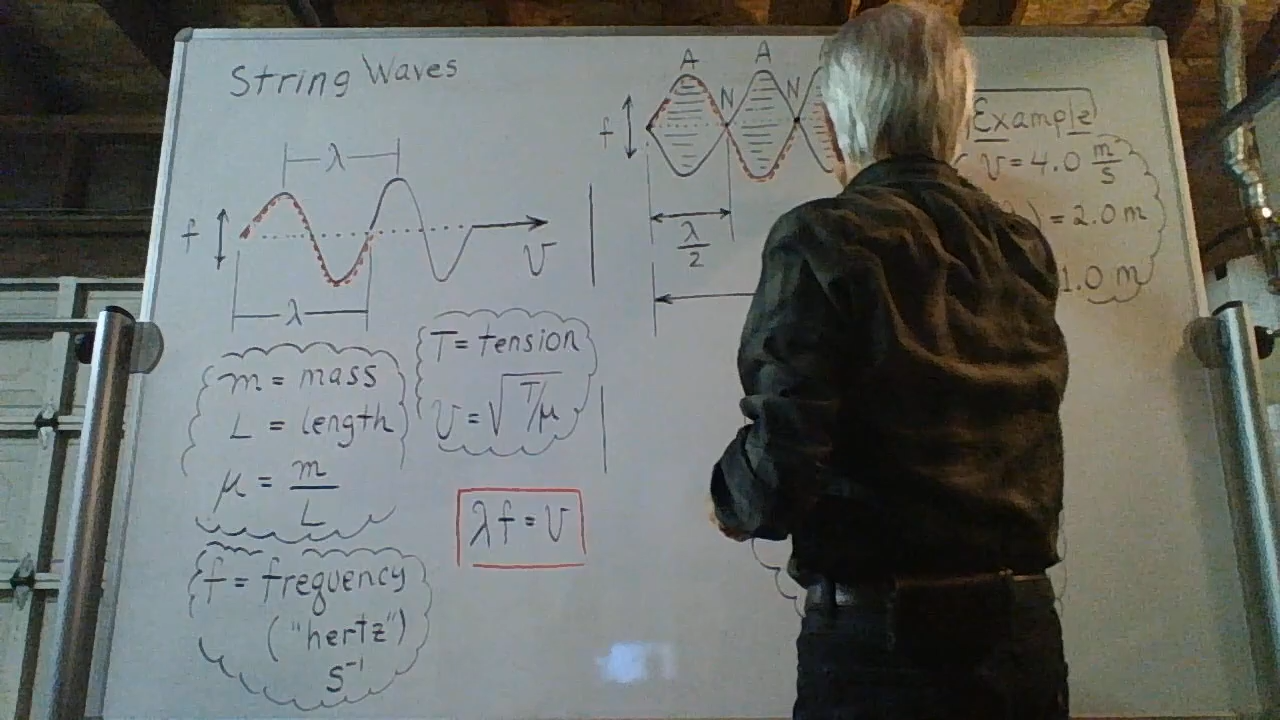 String Waves
λ
f
v
λ
m = mass
L = length
μ = m/L
f = frequency
("hertz")
s⁻¹
T = tension
v = √T/μ
λf = v
A A
N N
f
λ/2
Example
v = 4.0 m/s
) = 2.0 m
1.0 m